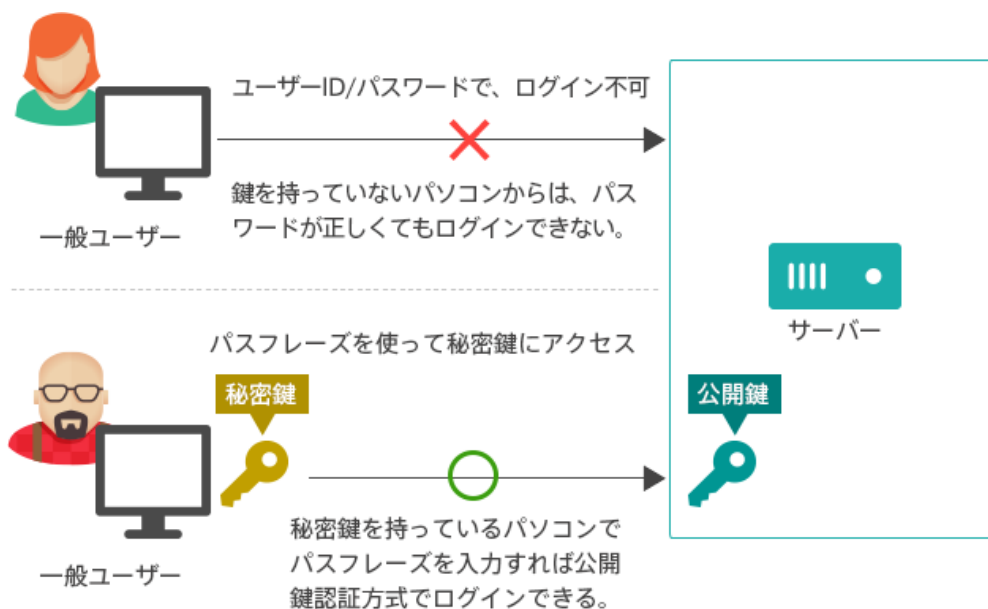 ユーザーID/パスワードで、ログイン不可
鍵を持っていないパソコンからは、パス
ワードが正しくてもログインできない。
一般ユーザー
サーバー
パスフレーズを使って秘密鍵にアクセス
秘密鍵
公開鍵
秘密鍵を持っているパソコンで
パスフレーズを入力すれば公開
鍵認証方式でログインできる。
一般ユーザー